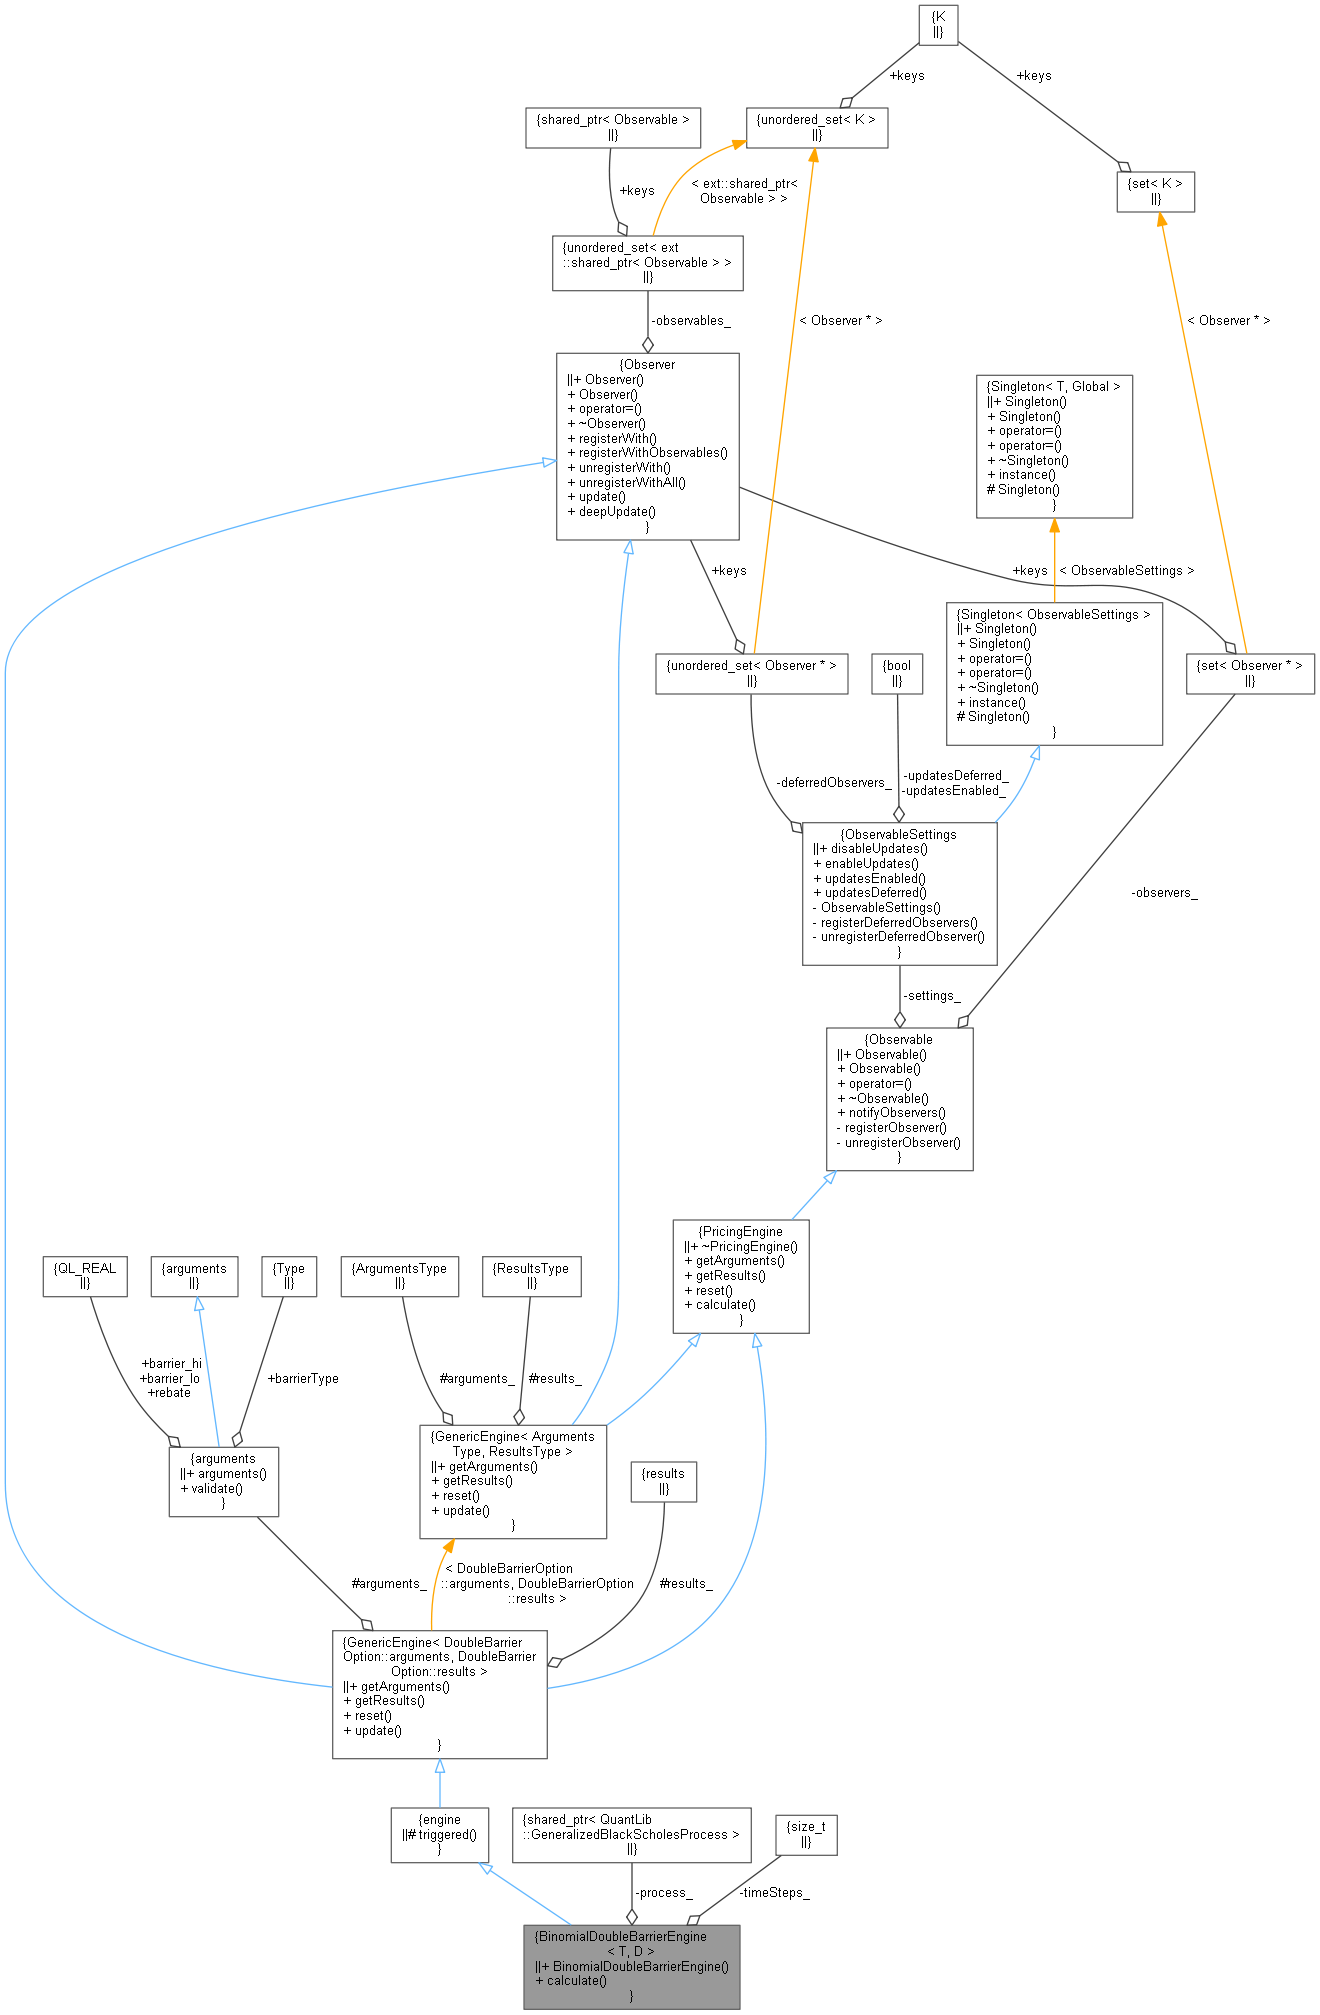 {K
||}
+keys
+keys
{shared_ptr< Observable >
||}
{unordered_set< K >
||}
{set< K >
||}
+keys
< ext::shared_ptr<
Observable > >
{unordered_set< ext
::shared_ptr< Observable > >
||}
-observables_
< Observer * >
< Observer * >
{Observer
||+ Observer()
+ Observer()
+ operator=()
+ ~Observer()
+ registerWith()
+ registerWithObservables()
+ unregisterWith()
+ unregisterWithAll()
+ update()
+ deepUpdate()
}
{Singleton< T, Global >
||+ Singleton()
+ Singleton()
+ operator=()
+ operator=()
+ ~Singleton()
+ instance()
# Singleton()
}
+keys
+keys
< ObservableSettings >
{Singleton< ObservableSettings >
||+ Singleton()
+ Singleton()
+ operator=()
+ operator=()
+ ~Singleton()
+ instance()
# Singleton()
}
{unordered_set< Observer * >
||}
{bool
||}
{set< Observer * >
||}
-deferredObservers_
-updatesDeferred_
-updatesEnabled_
{ObservableSettings
||+ disableUpdates()
+ enableUpdates()
+ updatesEnabled()
+ updatesDeferred()
- ObservableSettings()
- registerDeferredObservers()
- unregisterDeferredObserver()
}
-observers_
-settings_
{Observable
||+ Observable()
+ Observable()
+ operator=()
+ ~Observable()
+ notifyObservers()
- registerObserver()
- unregisterObserver()
}
{PricingEngine
||+ ~PricingEngine()
+ getArguments()
+ getResults()
+ reset()
+ calculate()
}
{QL_REAL
||}
{arguments
||}
{Type
||}
{ArgumentsType
||}
{ResultsType
||}
+barrier_hi
+barrier_lo
+rebate
+barrierType
#arguments_
#results_
{arguments
||+ arguments()
+ validate()
}
{GenericEngine< Arguments
Type, ResultsType >
||+ getArguments()
+ getResults()
+ reset()
+ update()
}
{results
||}
#arguments_
< DoubleBarrierOption
::arguments, DoubleBarrierOption
::results >
#results_
{GenericEngine< DoubleBarrier
Option::arguments, DoubleBarrier
Option::results >
||+ getArguments()
+ getResults()
+ reset()
+ update()
}
{engine
||# triggered()
}
{shared_ptr< QuantLib
::GeneralizedBlackScholesProcess >
||}
{size_t
||}
-process_
-timeSteps_
{BinomialDoubleBarrierEngine
< T, D >
||+ BinomialDoubleBarrierEngine()
+ calculate()
}